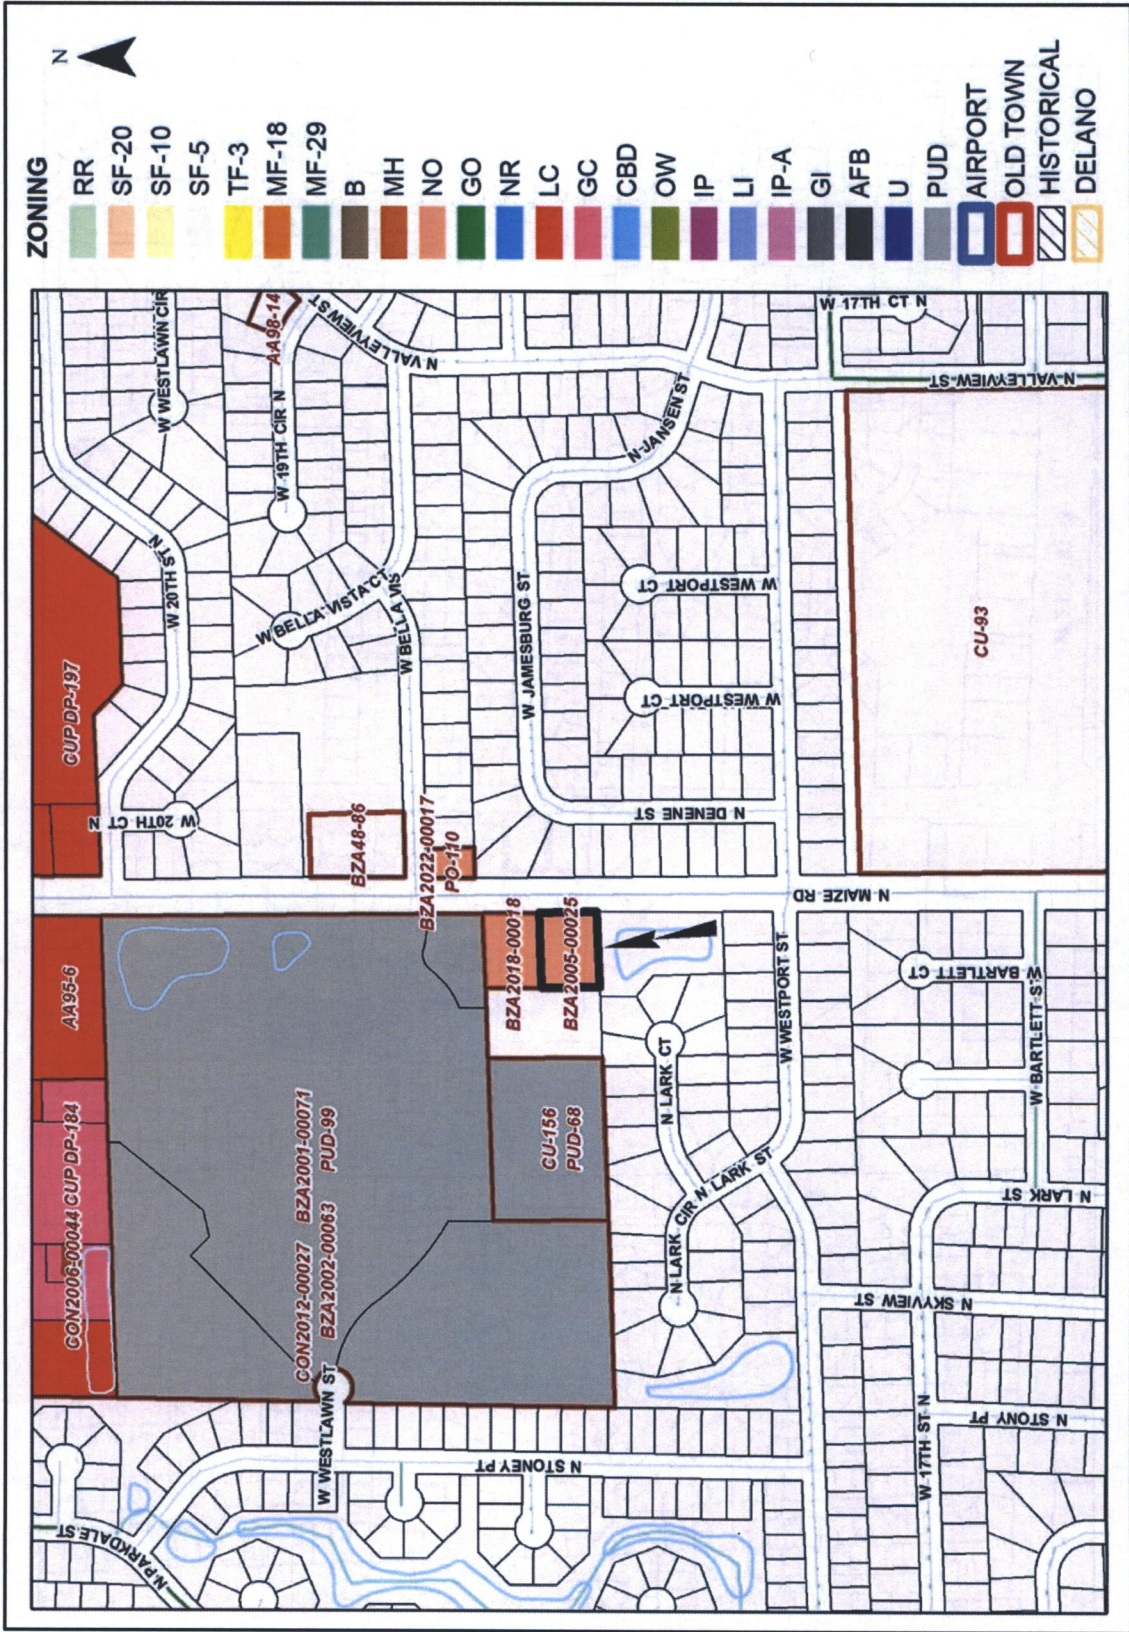 ZONING
N
RR
SF-20
SF-10
SF-5
TF-3
MF-18
MF-29
B
MH
NO
GO
NR
LC
GC
CBD
OW
IP
LI
IP-A
GI
AFB
U
PUD
AIRPORT
OLD TOWN
HISTORICAL
DELANO
N PARKDALE ST
CON2006-00044 CUP DP-184
AA95-6
CUP DP-197
W 20TH CT N
W 20TH ST N
W WESTLAWN CIR
AA98-14
W 19TH CIR N
N VALLEYVIEW ST
W WESTLAWN ST
CON2012-00027
BZA2001-00071
BZA2002-00063
PUD-99
BZA48-86
W BELLA VISTA CT
W BELLA VIS
N VALLEYVIEW ST
BZA2022-00017
PO-110
N STONEY PT
BZA2018-00018
BZA2005-00025
CU-156
PUD-68
W JAMESBURG ST
N JANSEN ST
N LARK CT
N LARK CIR
N LARK ST
N DENENE ST
W WESTPORT CT
W WESTPORT CT
W WESTPORT ST
N MAIZE RD
W 17TH CT N
N VALLEYVIEW ST
N SKYVIEW ST
W BARTLETT CT
CU-93
W 17TH ST N
N STONY PT
N LARK ST
W BARTLETT ST
W BARTLETT ST